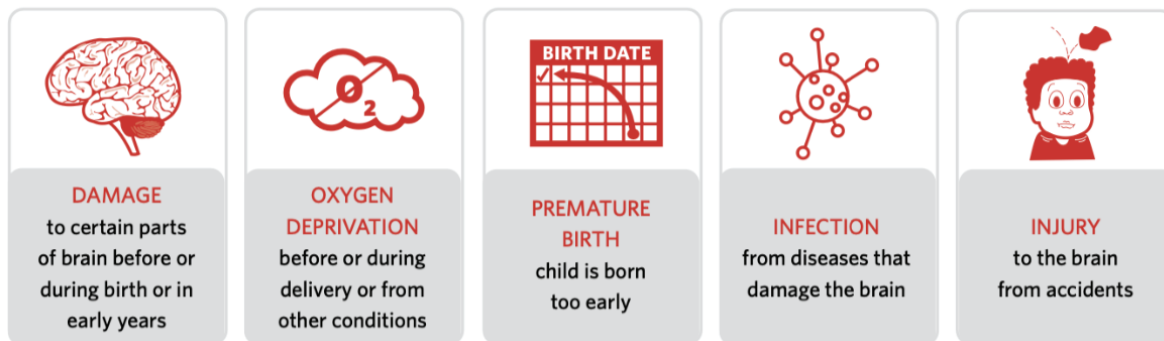 DAMAGE
to certain parts
of brain before or
during birth or in
early years
O2
OXYGEN
DEPRIVATION
before or during
delivery or from
other conditions
BIRTH DATE
PREMATURE
BIRTH
child is born
too early
INFECTION
from diseases that
damage the brain
INJURY
to the brain
from accidents